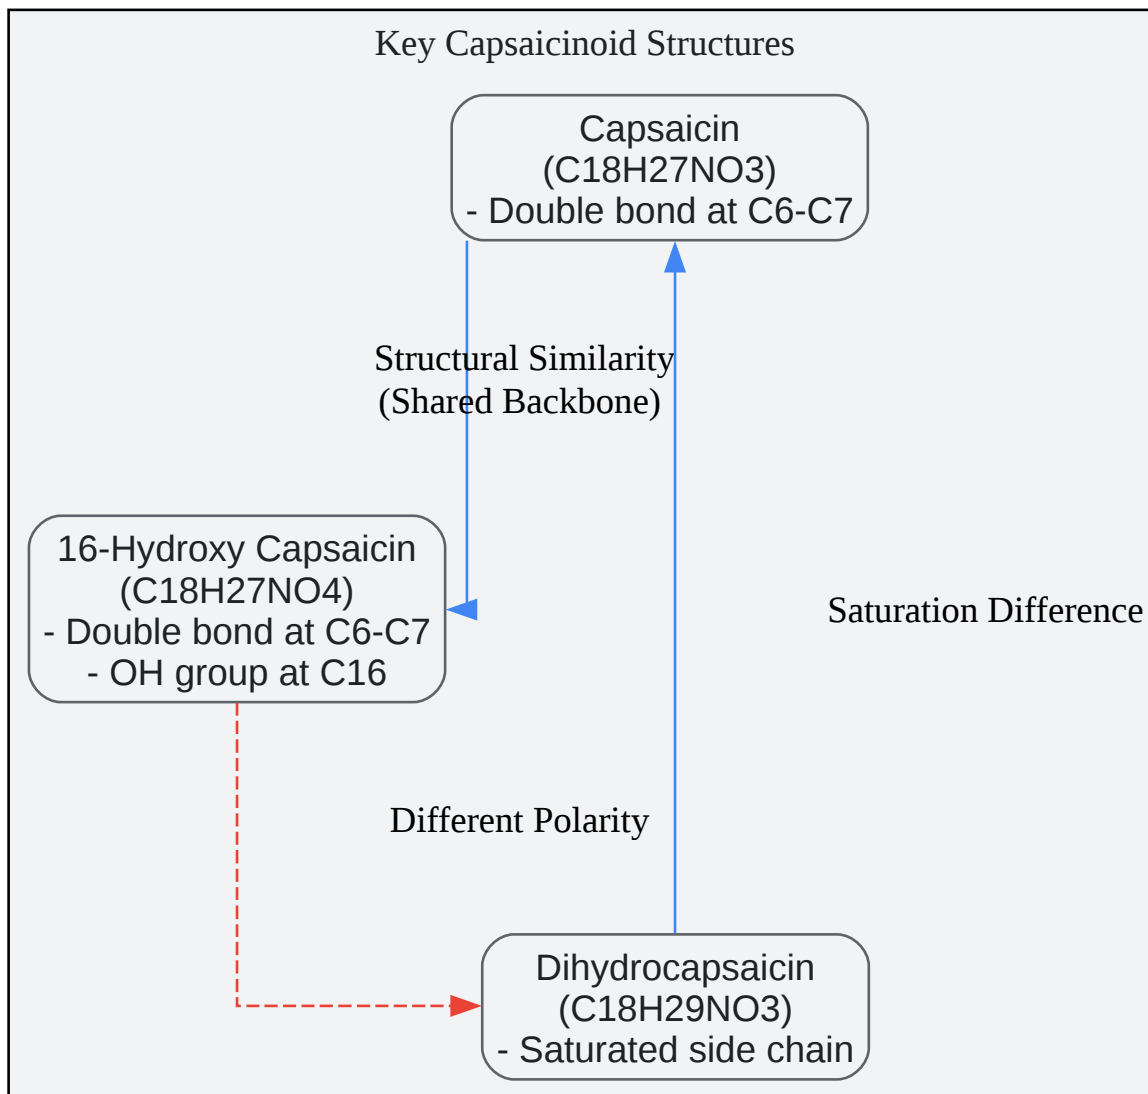 Key Capsaicinoid Structures
Capsaicin
(C18H27NO3)
- Double bond at C6-C7
Structural Similarity
(Shared Backbone)
16-Hydroxy Capsaicin
(C18H27NO4)
- Double bond at C6-C7
- OH group at C16
Saturation Difference
Different Polarity
Dihydrocapsaicin
(C18H29NO3)
- Saturated side chain